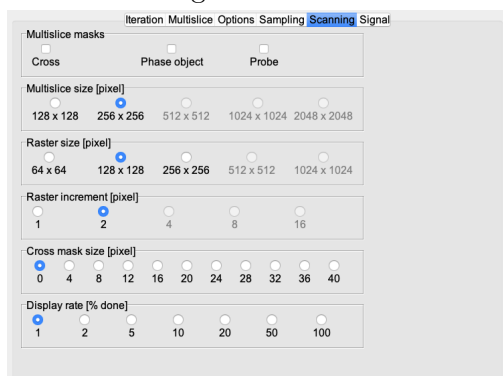 Iteration Multislice Options Sampling Scanning Signal
Multislice masks
Cross Phase object Probe
Multislice size [pixel]
128 x 128 256 x 256 512 x 512 1024 x 1024 2048 x 2048
Raster size [pixel]
64 x 64 128 x 128 256 x 256 512 x 512 1024 x 1024
Raster increment [pixel]
1 2 4 8 16
Cross mask size [pixel]
0 4 8 12 16 20 24 28 32 36 40
Display rate [% done]
1 2 5 10 20 50 100